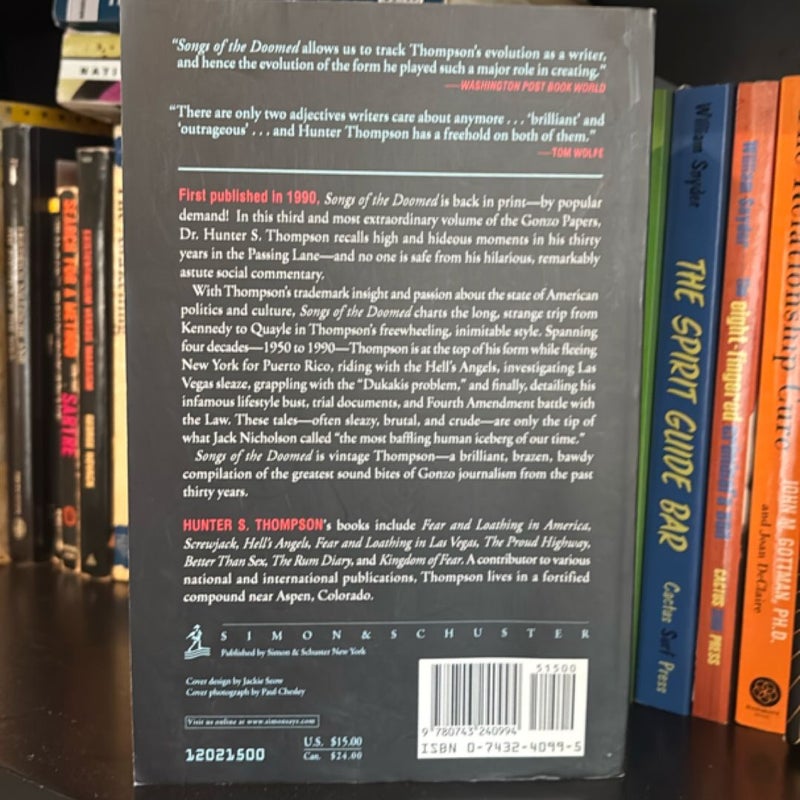 "Songs of the Doomed allows us to track Thompson's evolution as a writer,
and hence the evolution of the form he played such a major role in creating."
—WASHINGTON POST BOOK WORLD
"There are only two adjectives writers care about anymore . . . 'brilliant' and
'outrageous' . . . and Hunter Thompson has a freehold on both of them."
—TOM WOLFE
First published in 1990, Songs of the Doomed is back in print—by popular
demand! In this third and most extraordinary volume of the Gonzo Papers,
Dr. Hunter S. Thompson recalls high and hideous moments in his thirty
years in the Passing Lane—and no one is safe from his hilarious, remarkably
astute social commentary.
With Thompson's trademark insight and passion about the state of American
politics and culture, Songs of the Doomed charts the long, strange trip from
Kennedy to Quayle in Thompson's freewheeling, inimitable style. Spanning
four decades—1950 to 1990—Thompson is at the top of his form while fleeing
New York for Puerto Rico, riding with the Hell's Angels, investigating Las
Vegas sleaze, grappling with the "Dukakis problem," and finally, detailing his
infamous lifestyle bust, trial documents, and Fourth Amendment battle with
the Law. These tales—often sleazy, brutal, and crude—are only the tip of
what Jack Nicholson called "the most baffling human iceberg of our time."
Songs of the Doomed is vintage Thompson—a brilliant, brazen, bawdy
compilation of the greatest sound bites of Gonzo journalism from the past
thirty years.
HUNTER S. THOMPSON's books include Fear and Loathing in America,
Screwjack, Hell's Angels, Fear and Loathing in Las Vegas, The Proud Highway,
Better Than Sex, The Rum Diary, and Kingdom of Fear. A contributor to various
national and international publications, Thompson lives in a fortified
compound near Aspen, Colorado.
SIMON & SCHUSTER
Published by Simon & Schuster New York
Cover design by Jackie Seow
Cover photograph by Paul Chesley
Visit us online at www.simonsays.com
12021500
U.S. $15.00
Can. $24.00
51500
9 780743 240994
ISBN 0-7432-4099-5
NATI
SEARCH FOR A METHOD
SARTRE
William Snyder
THE SPIRIT GUIDE BAR
Cactus Surf Press
William Snyder
eight-fingered
CACTUS
PRESS
Relationship Cure
JOHN M. GOTTMAN, PH.D.
and Joan DeClaire